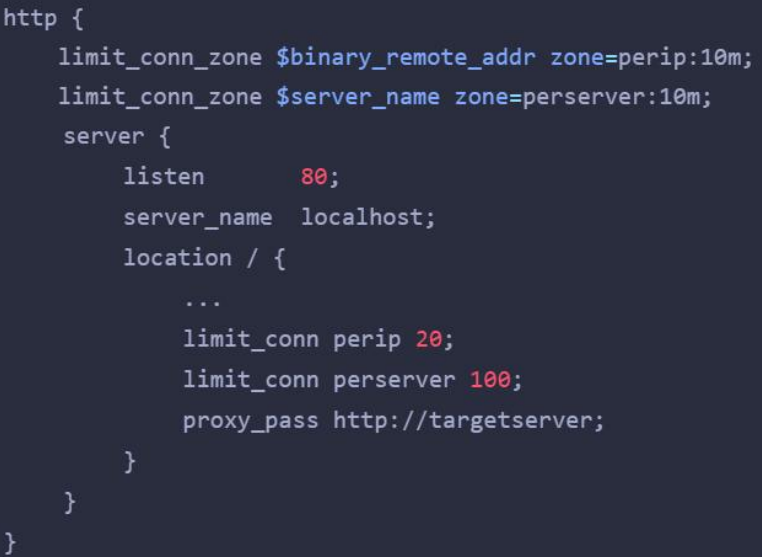 http {
    limit_conn_zone $binary_remote_addr zone=perip:10m;
    limit_conn_zone $server_name zone=perserver:10m;
    server {
        listen       80;
        server_name  localhost;
        location / {
            ...
            limit_conn perip 20;
            limit_conn perserver 100;
            proxy_pass http://targetserver;
        }
    }
}